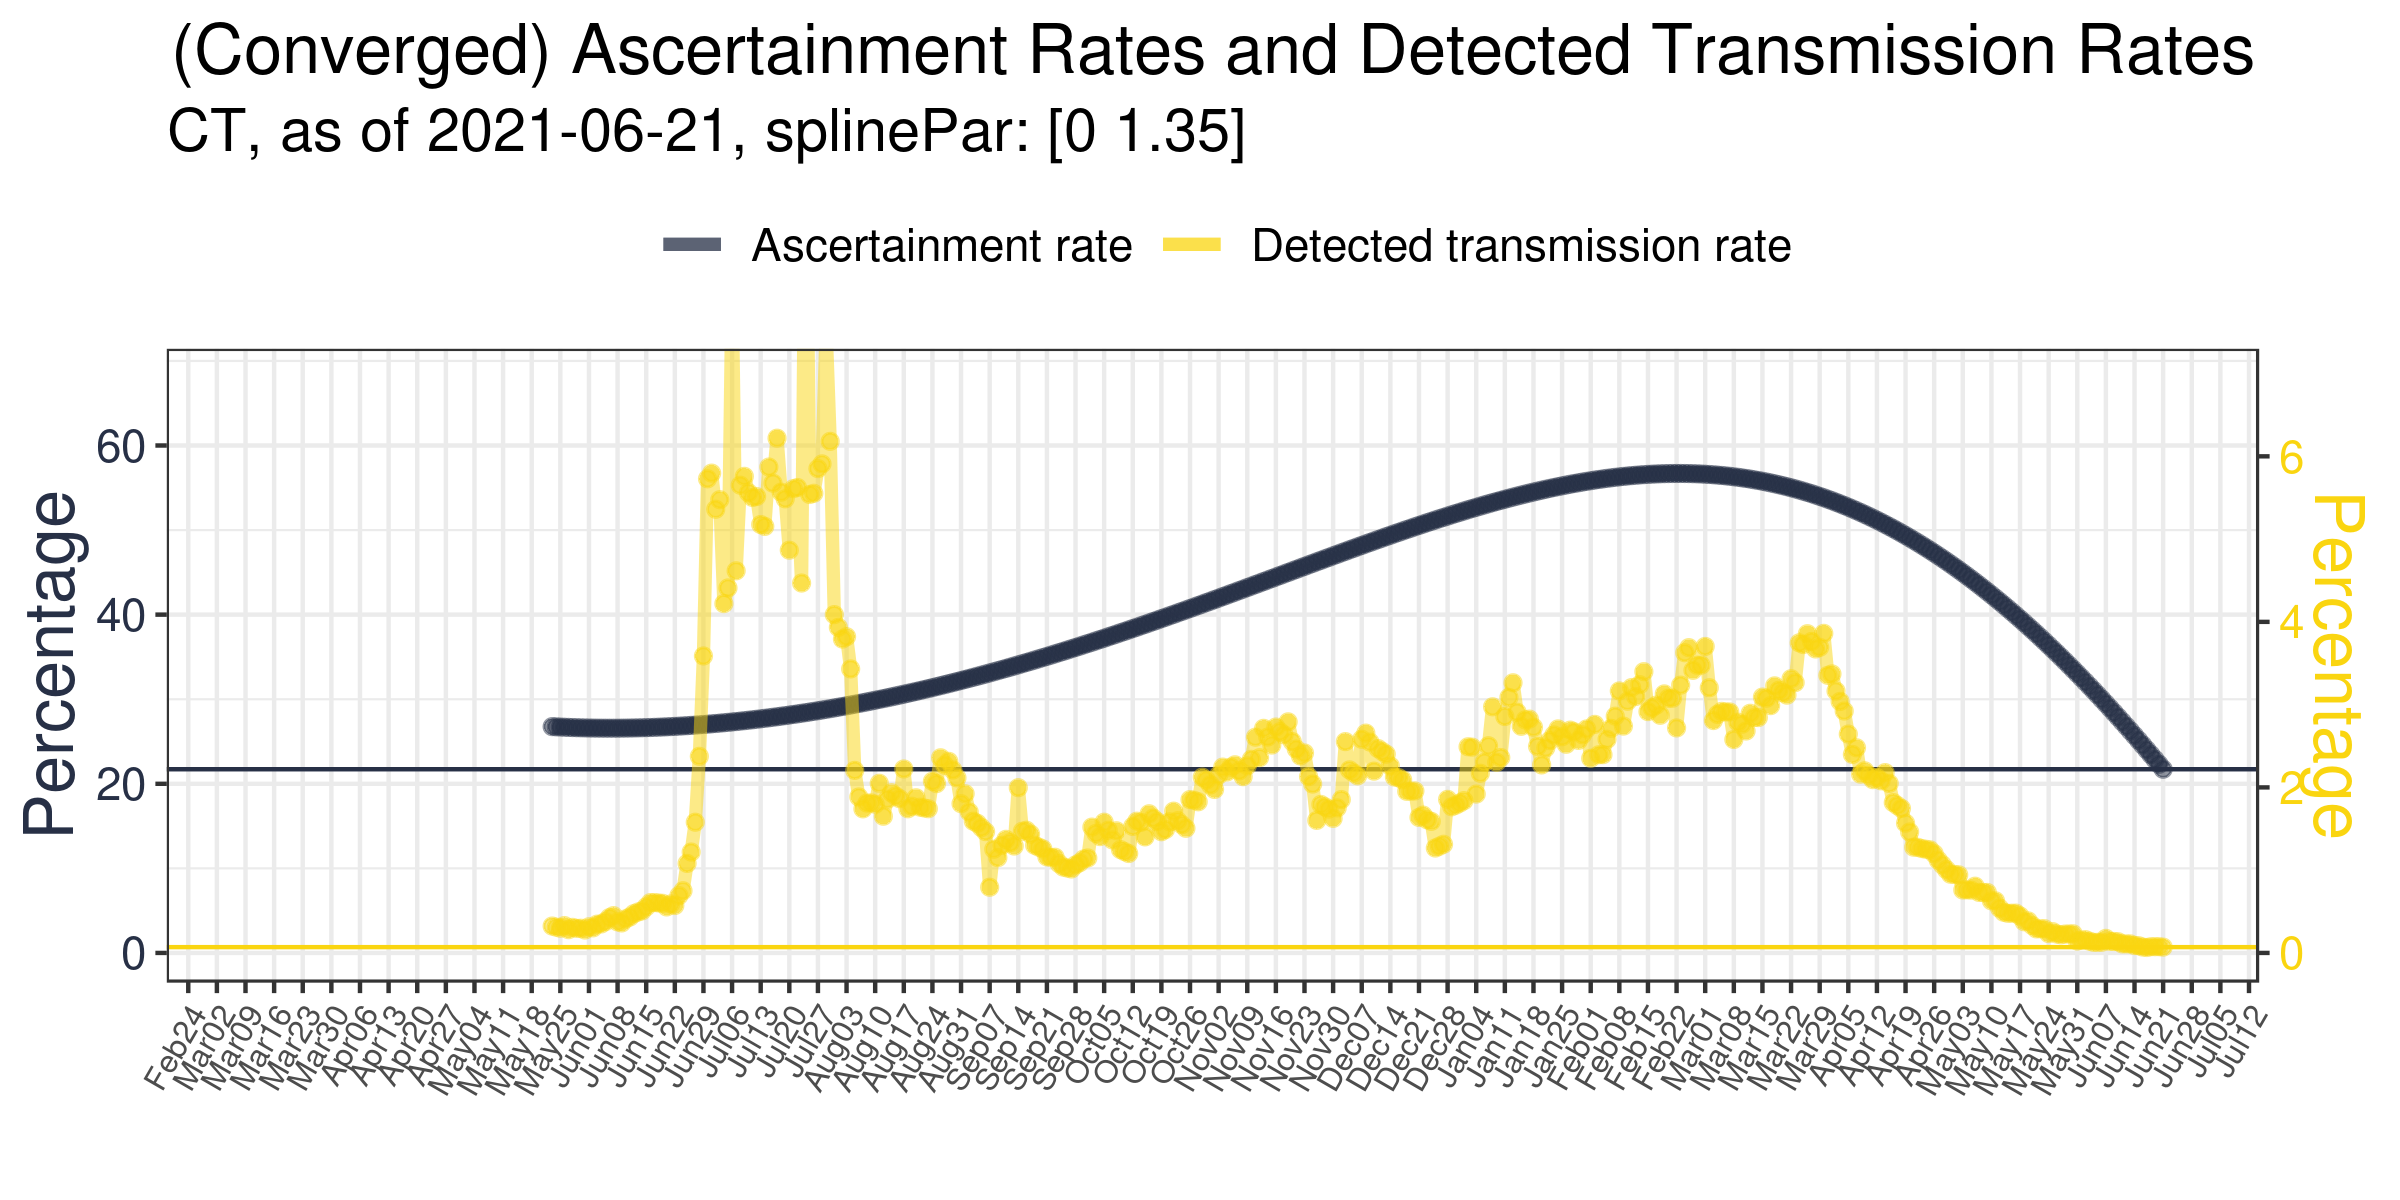 (Converged) Ascertainment Rates and Detected Transmission Rates
CT, as of 2021-06-21, splinePar: [0 1.35]
Ascertainment rate
Detected transmission rate
Percentage
60
40
20
0
6
4
2
0
Percentage
Feb24
Mar02
Mar09
Mar16
Mar23
Mar30
Apr06
Apr13
Apr20
Apr27
May04
May11
May18
May25
Jun01
Jun08
Jun15
Jun22
Jun29
Jul06
Jul13
Jul20
Jul27
Aug03
Aug10
Aug17
Aug24
Aug31
Sep07
Sep14
Sep21
Sep28
Oct05
Oct12
Oct19
Oct26
Nov02
Nov09
Nov16
Nov23
Nov30
Dec07
Dec14
Dec21
Dec28
Jan04
Jan11
Jan18
Jan25
Feb01
Feb08
Feb15
Feb22
Mar01
Mar08
Mar15
Mar22
Mar29
Apr05
Apr12
Apr19
Apr26
May03
May10
May17
May24
May31
Jun07
Jun14
Jun21
Jun28
Jul05
Jul12